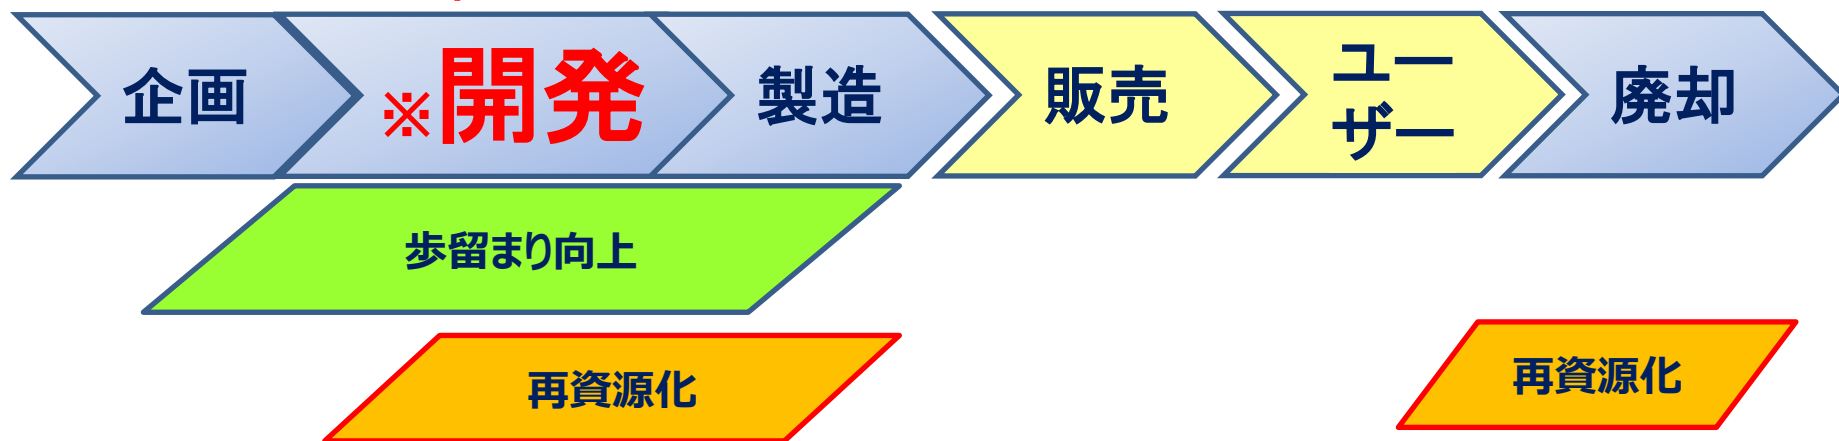 企画
※開発
製造
販売
ユー
ザー
廃却
歩留まり向上
再資源化
再資源化